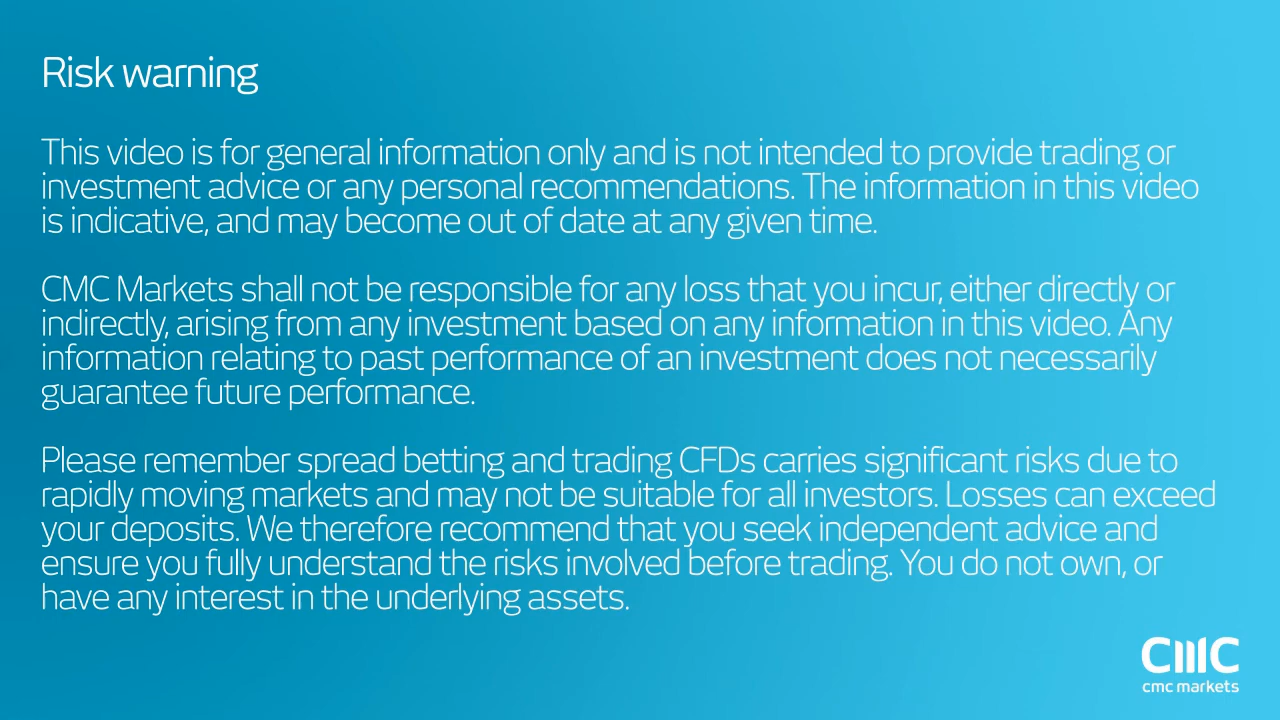 Risk warning
This video is for general information only and is not intended to provide trading or
investment advice or any personal recommendations. The information in this video
is indicative, and may become out of date at any given time.
CMC Markets shall not be responsible for any loss that you incur, either directly or
indirectly, arising from any investment based on any information in this video. Any
information relating to past performance of an investment does not necessarily
guarantee future performance.
Please remember spread betting and trading CFDs carries significant risks due to
rapidly moving markets and may not be suitable for all investors. Losses can exceed
your deposits. We therefore recommend that you seek independent advice and
ensure you fully understand the risks involved before trading. You do not own, or
have any interest in the underlying assets.
CMC
cmc markets